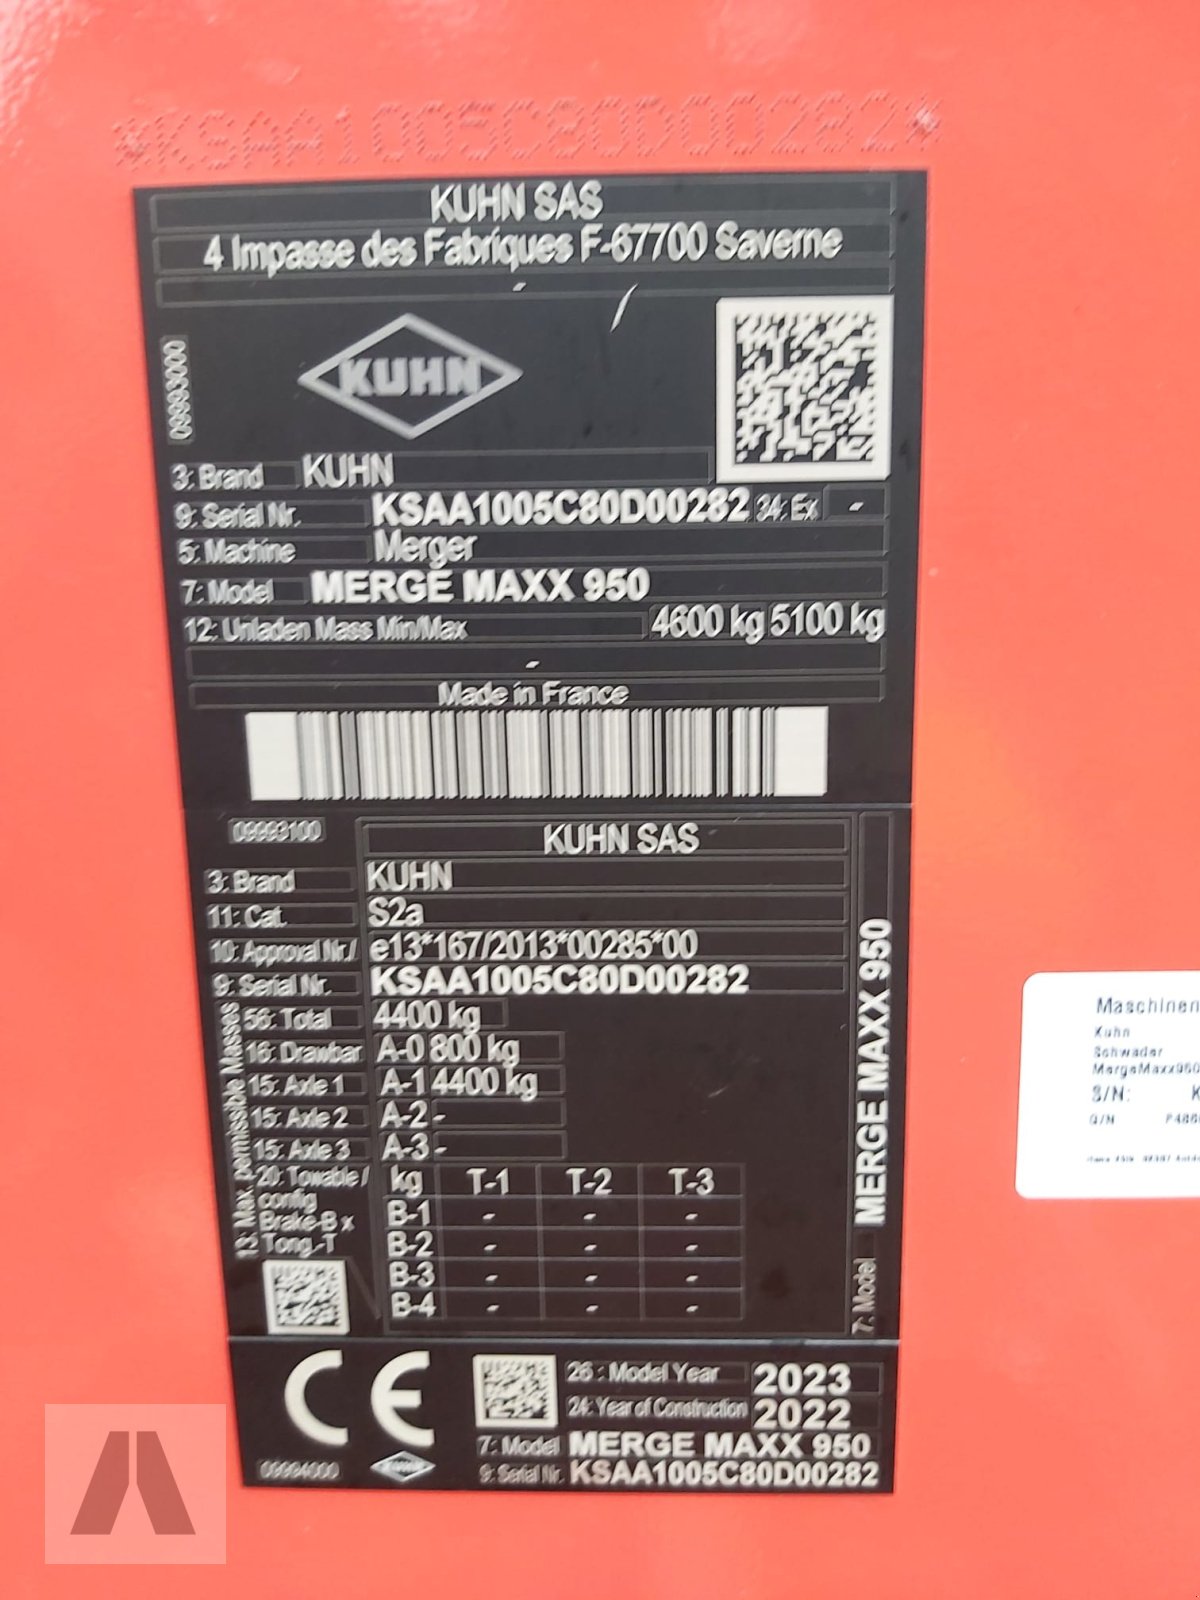 *KSAA1005C80D00282*
KUHN SAS
4 Impasse des Fabriques F-67700 Saverne
-
KUHN
09993000
3: Brand KUHN
9: Serial Nr. KSAA1005C80D00282 34: Ex -
5: Machine Merger
7: Model MERGE MAXX 950
12: Unladen Mass Min/Max 4600 kg 5100 kg
-
Made in France
09993100 KUHN SAS
3: Brand KUHN
11: Cat. S2a
10: Approval Nr./ e13*167/2013*00285*00
9: Serial Nr. KSAA1005C80D00282
13: Max. permissible Masses
56: Total 4400 kg
16: Drawbar A-0 800 kg
15: Axle 1 A-1 4400 kg
15: Axle 2 A-2 -
15: Axle 3 A-3 -
20: Towable / config Brake-B x Tong.-T
kg T-1 T-2 T-3
B-1 - - -
B-2 - - -
B-3 - - -
B-4 - - -
7: Model MERGE MAXX 950
CE
KUHN
09994000
26: Model Year 2023
24: Year of Construction 2022
7: Model MERGE MAXX 950
9: Serial Nr. KSAA1005C80D00282
Maschinen
Kuhn
Schwader
MergeMaxx950
S/N: K
Q/N